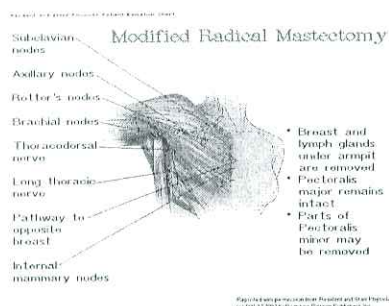 Modified Radical Mastectomy
Subclavian
nodes
Axillary nodes
Rotter's nodes
Brachial nodes
Thoracodorsal
nerve
Long thoracic
nerve
Pathway to
opposite
breast
Internal
mammary nodes
• Breast and
lymph glands
under armpit
are removed
• Pectoralis
major remains
intact
• Parts of
Pectoralis
minor may
be removed